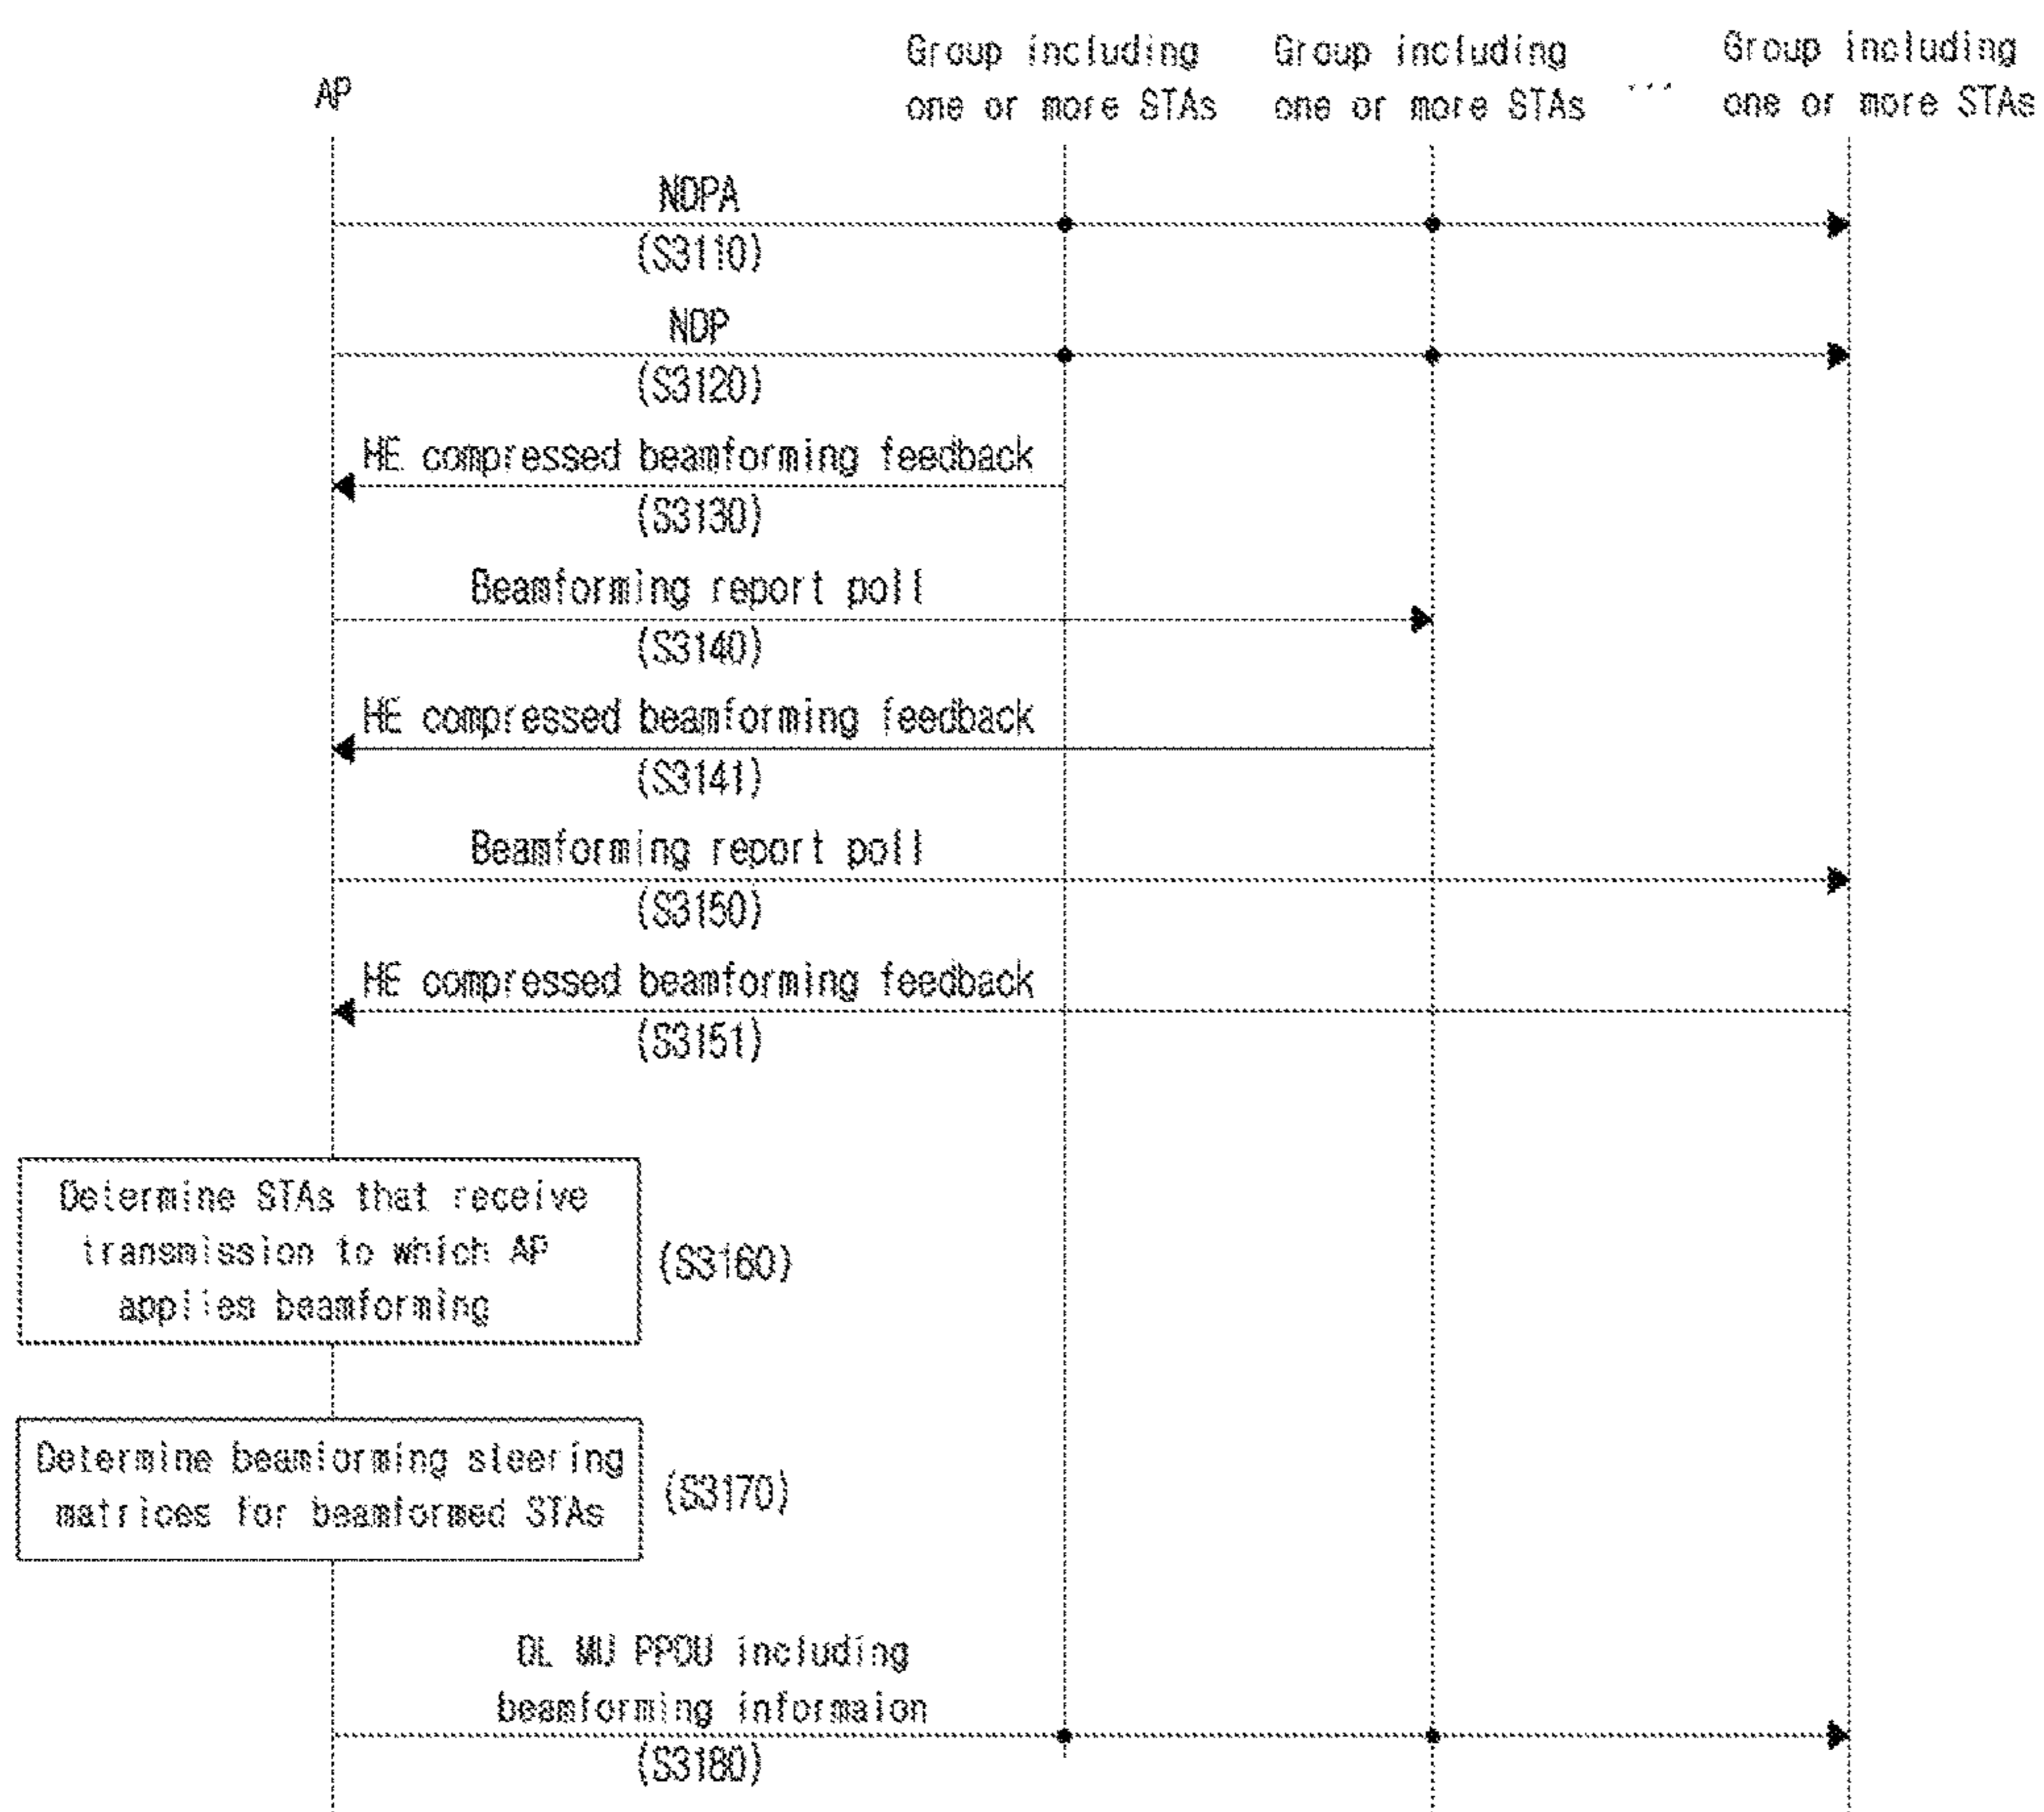 AP
Group including
one or more STAs
Group including
one or more STAs
...
Group including
one or more STAs
NDPA
(S3110)
NDP
(S3120)
HE compressed beamforming feedback
(S3130)
Beamforming report poll
(S3140)
HE compressed beamforming feedback
(S3141)
Beamforming report poll
(S3150)
HE compressed beamforming feedback
(S3151)
Determine STAs that receive
transmission to which AP
applies beamforming
(S3160)
Determine beamforming steering
matrices for beamformed STAs
(S3170)
DL MU PPDU including
beamforming informaion
(S3180)